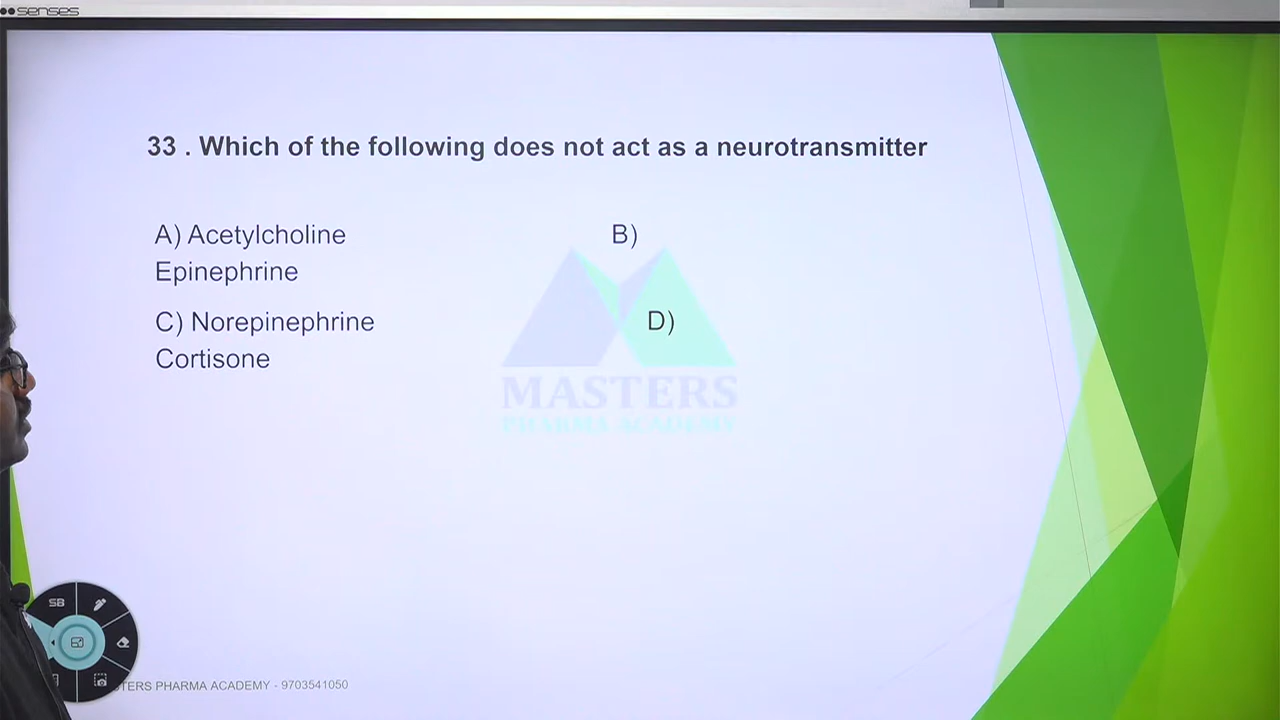 senses
33 . Which of the following does not act as a neurotransmitter
A) Acetylcholine B)
Epinephrine
C) Norepinephrine D)
Cortisone
MASTERS
PHARMA ACADEMY
SB
TERS PHARMA ACADEMY - 9703541050